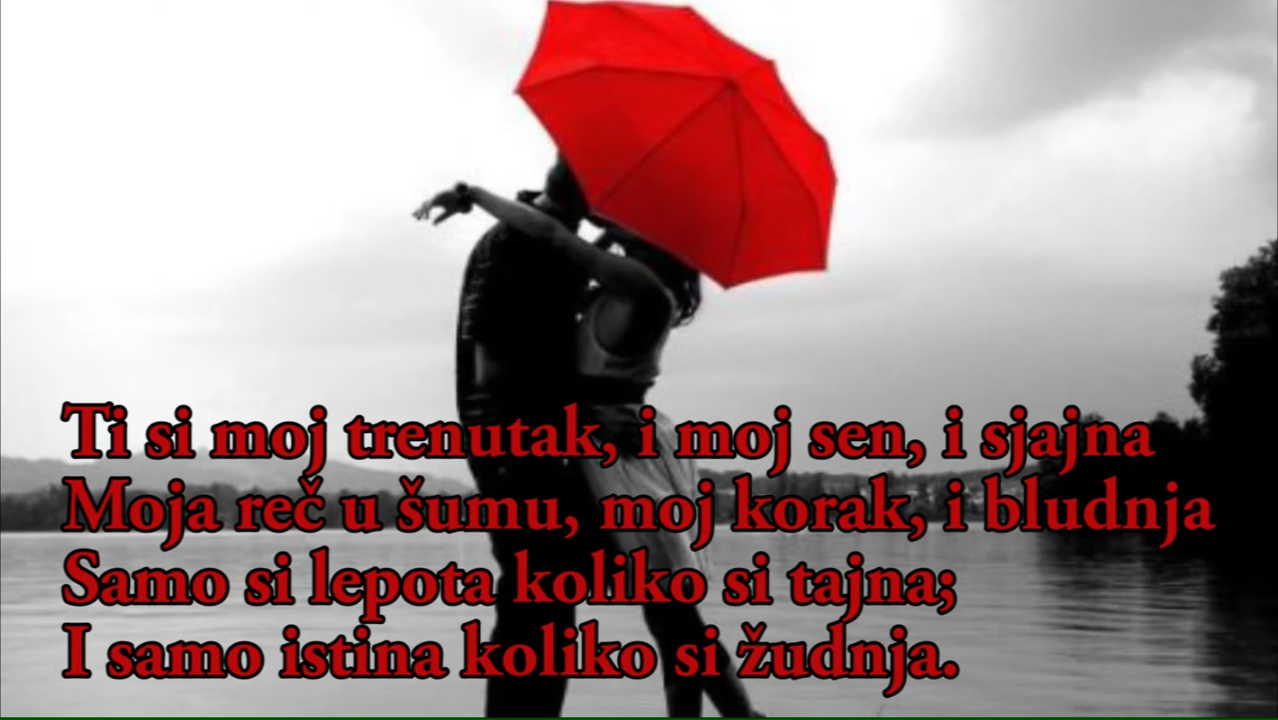 Ti si moj trenutak, i moj sen, i sjajna
Moja reč u šumu, moj korak, i bludnja
Samo si lepota koliko si tajna;
I samo istina koliko si žudnja.